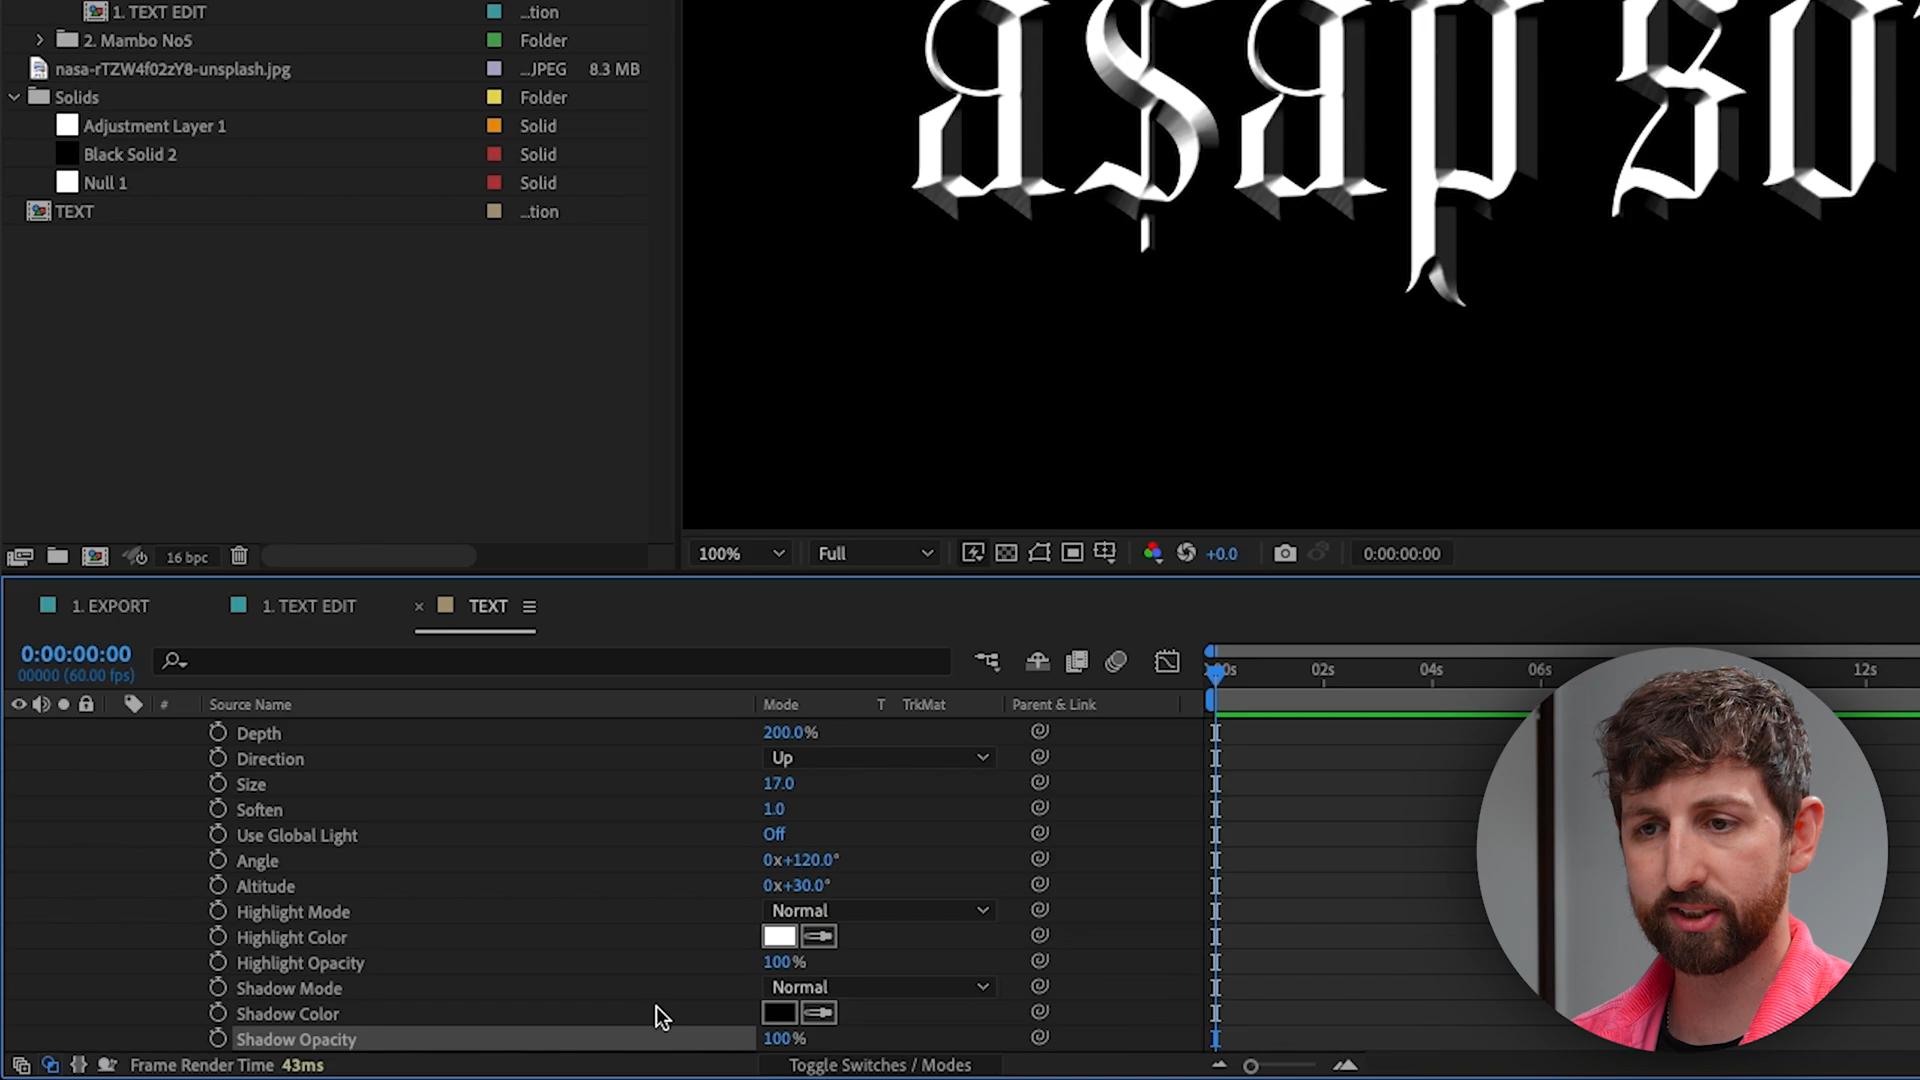 1. TEXT EDIT ...tion
2. Mambo No5 Folder
nasa-rTZW4f02zY8-unsplash.jpg ...JPEG 8.3 MB
Solids Folder
Adjustment Layer 1 Solid
Black Solid 2 Solid
Null 1 Solid
TEXT ...tion
a$ap so
16 bpc
100% Full +0.0 0:00:00:00
1. EXPORT 1. TEXT EDIT × TEXT
0:00:00:00
00000 (60.00 fps)
02s 04s 06s 12s
# Source Name Mode T TrkMat Parent & Link
Depth 200.0%
Direction Up
Size 17.0
Soften 1.0
Use Global Light Off
Angle 0x+120.0°
Altitude 0x+30.0°
Highlight Mode Normal
Highlight Color
Highlight Opacity 100%
Shadow Mode Normal
Shadow Color
Shadow Opacity 100%
Frame Render Time 43ms Toggle Switches / Modes